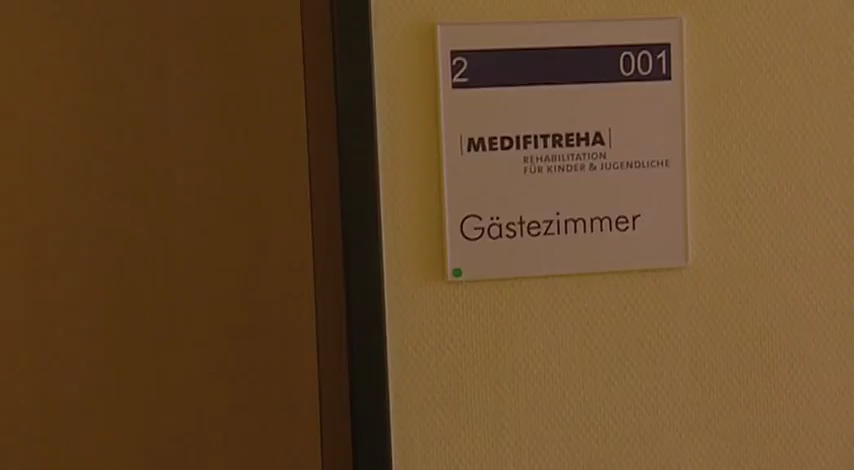 2 001
MEDIFITREHA
REHABILITATION
FÜR KINDER & JUGENDLICHE
Gästezimmer